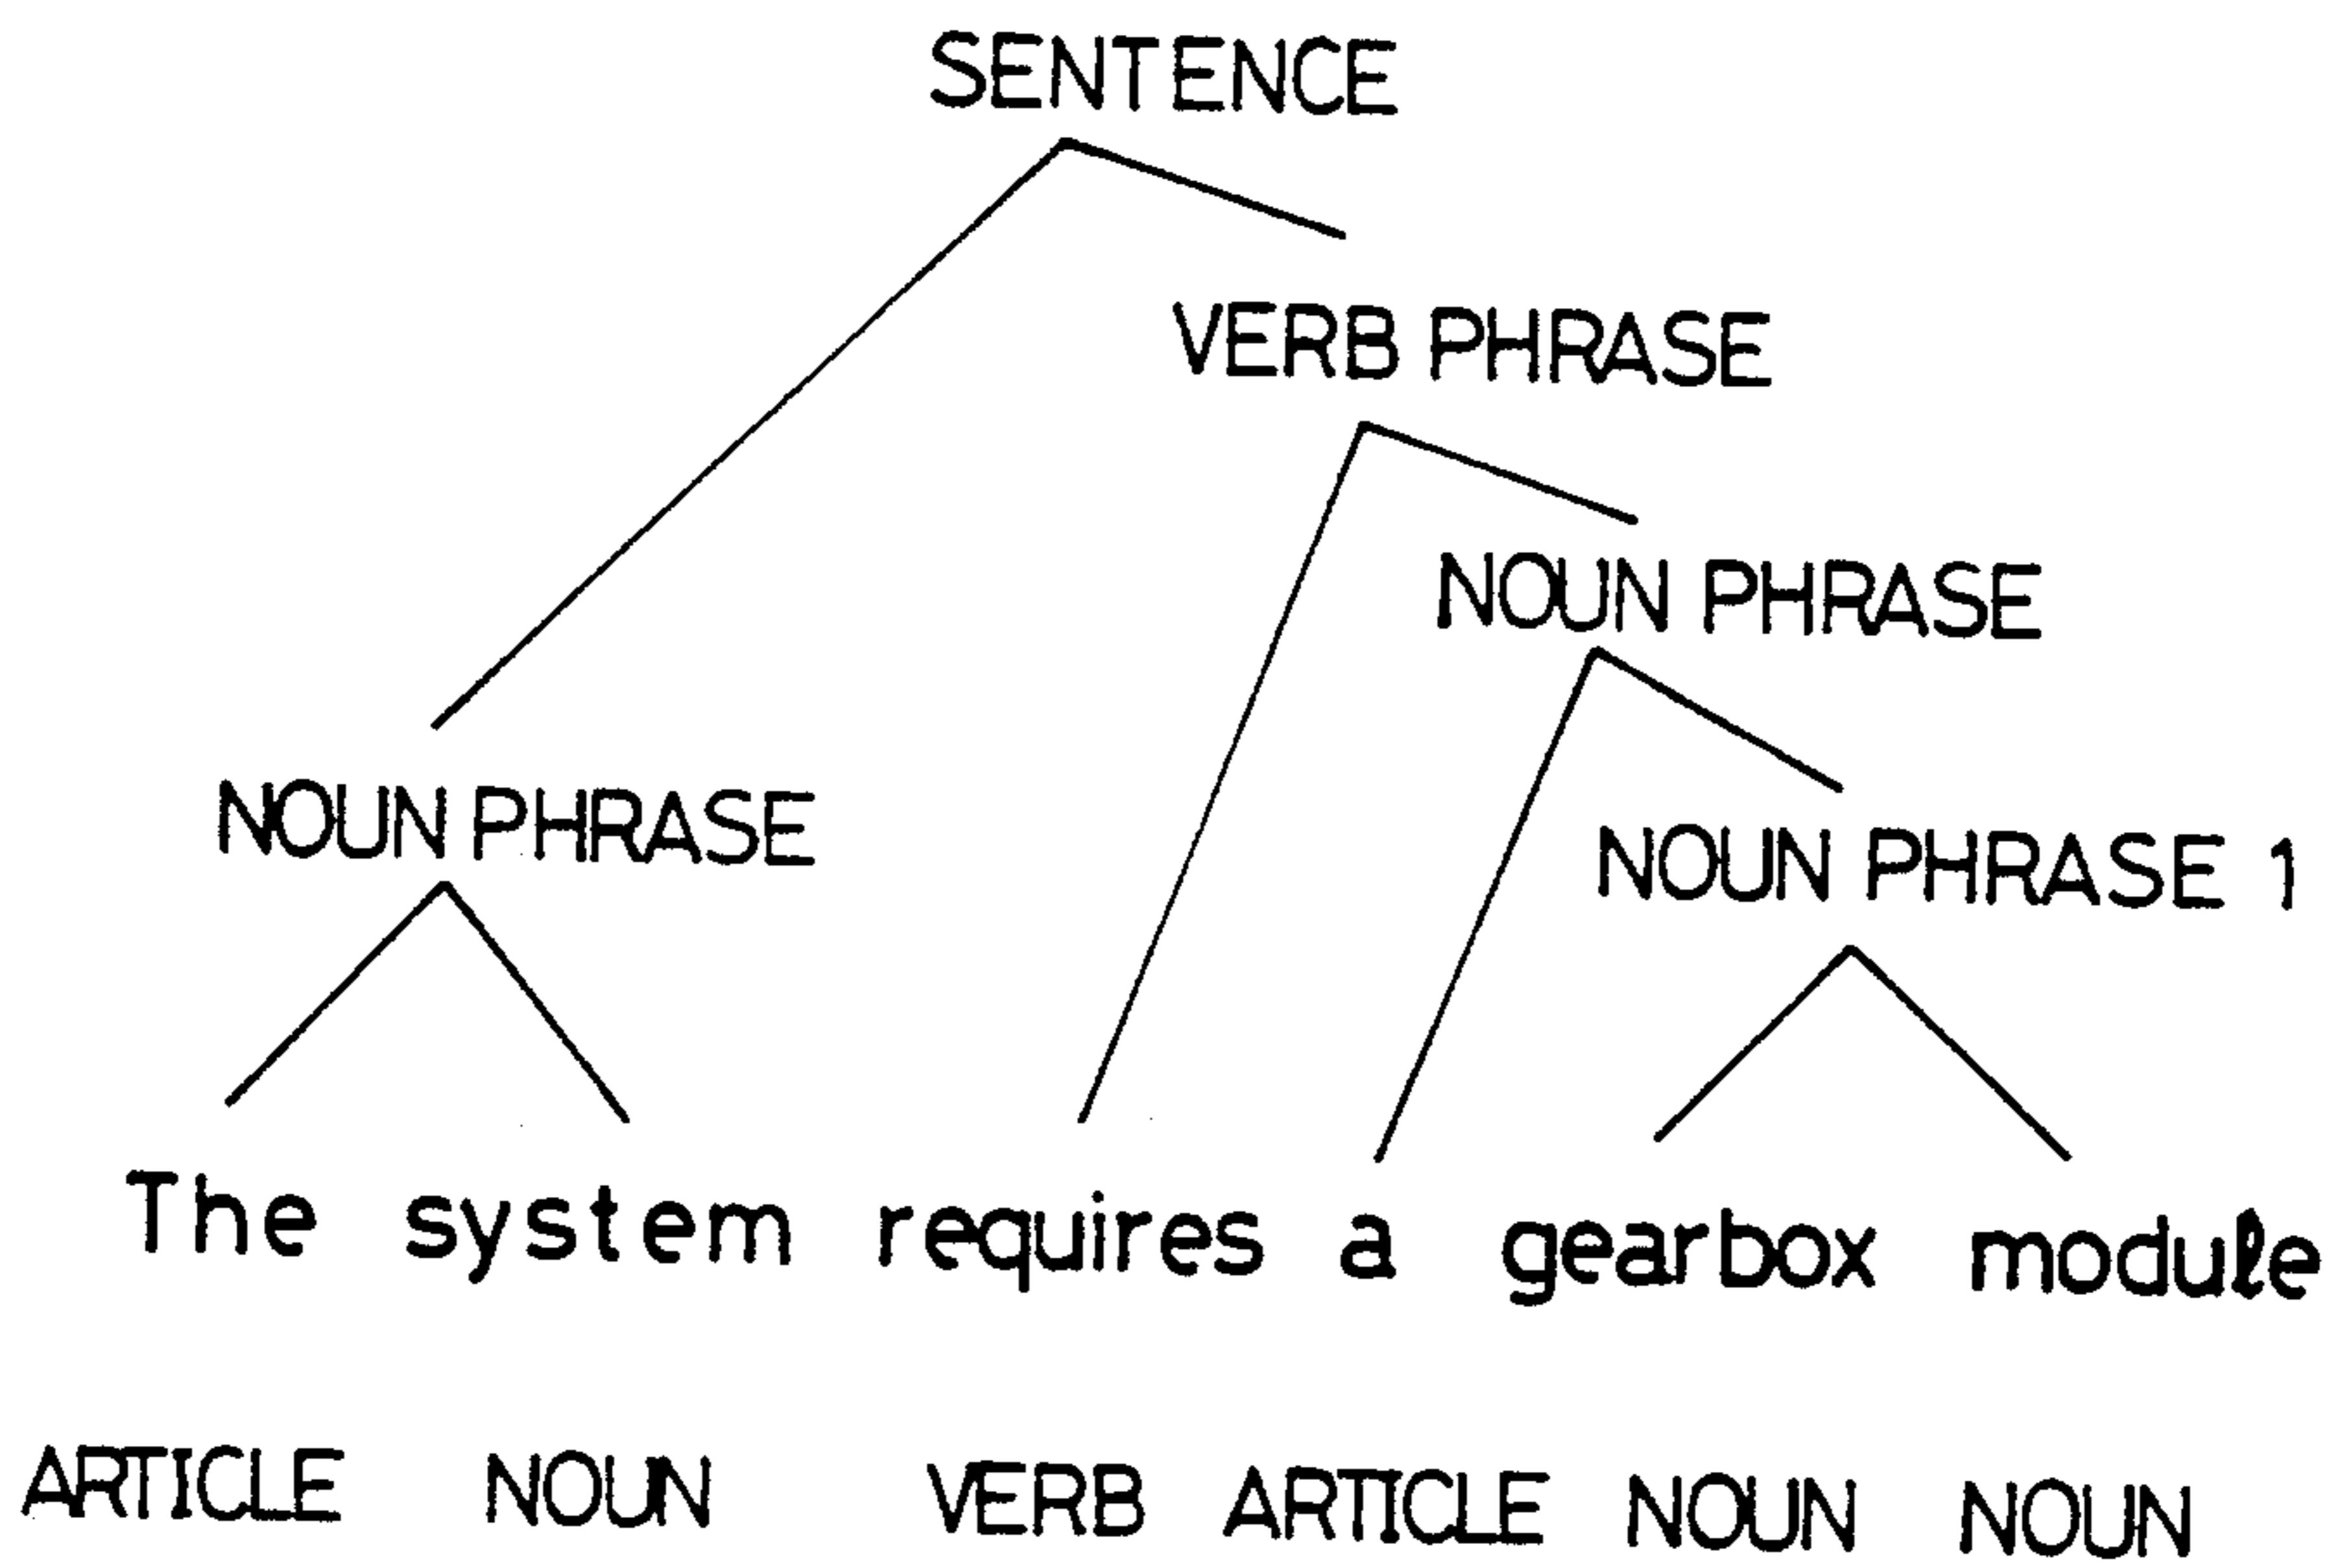 SENTENCE
VERB PHRASE
NOUN PHRASE
NOUN PHRASE
NOUN PHRASE 1
The system requires a gearbox module
ARTICLE NOUN VERB ARTICLE NOUN NOUN